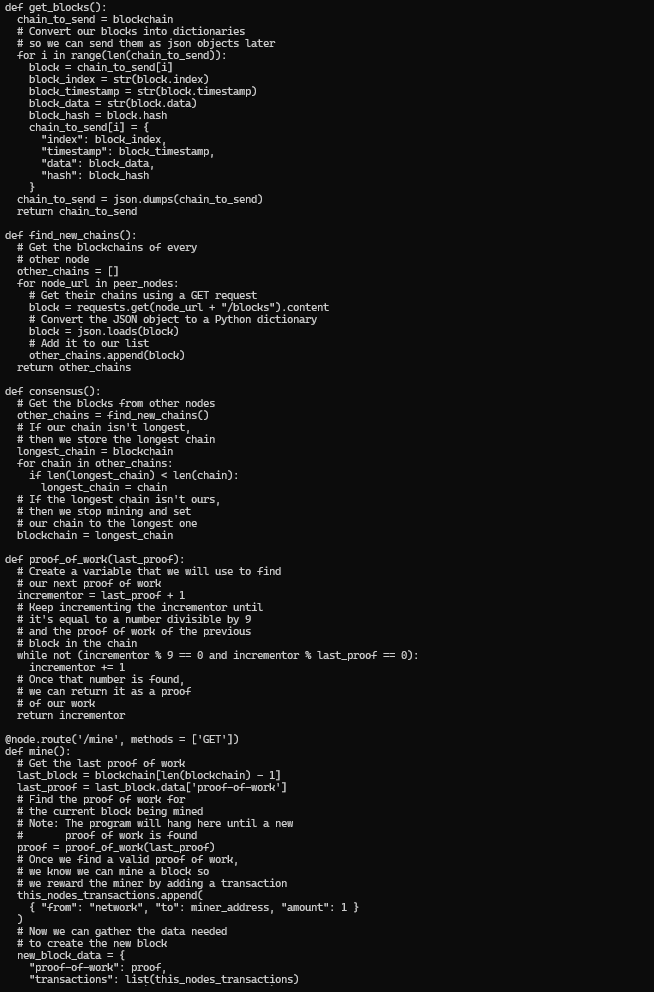 def get_blocks():
  chain_to_send = blockchain
  # Convert our blocks into dictionaries
  # so we can send them as json objects later
  for i in range(len(chain_to_send)):
    block = chain_to_send[i]
    block_index = str(block.index)
    block_timestamp = str(block.timestamp)
    block_data = str(block.data)
    block_hash = block.hash
    chain_to_send[i] = {
      "index": block_index,
      "timestamp": block_timestamp,
      "data": block_data,
      "hash": block_hash
    }
  chain_to_send = json.dumps(chain_to_send)
  return chain_to_send

def find_new_chains():
  # Get the blockchains of every
  # other node
  other_chains = []
  for node_url in peer_nodes:
    # Get their chains using a GET request
    block = requests.get(node_url + "/blocks").content
    # Convert the JSON object to a Python dictionary
    block = json.loads(block)
    # Add it to our list
    other_chains.append(block)
  return other_chains

def consensus():
  # Get the blocks from other nodes
  other_chains = find_new_chains()
  # If our chain isn't longest,
  # then we store the longest chain
  longest_chain = blockchain
  for chain in other_chains:
    if len(longest_chain) < len(chain):
      longest_chain = chain
  # If the longest chain isn't ours,
  # then we stop mining and set
  # our chain to the longest one
  blockchain = longest_chain

def proof_of_work(last_proof):
  # Create a variable that we will use to find
  # our next proof of work
  incrementor = last_proof + 1
  # Keep incrementing the incrementor until
  # it's equal to a number divisible by 9
  # and the proof of work of the previous
  # block in the chain
  while not (incrementor % 9 == 0 and incrementor % last_proof == 0):
    incrementor += 1
  # Once that number is found,
  # we can return it as a proof
  # of our work
  return incrementor

@node.route('/mine', methods = ['GET'])
def mine():
  # Get the last proof of work
  last_block = blockchain[len(blockchain) - 1]
  last_proof = last_block.data['proof-of-work']
  # Find the proof of work for
  # the current block being mined
  # Note: The program will hang here until a new
  #       proof of work is found
  proof = proof_of_work(last_proof)
  # Once we find a valid proof of work,
  # we know we can mine a block so
  # we reward the miner by adding a transaction
  this_nodes_transactions.append(
    { "from": "network", "to": miner_address, "amount": 1 }
  )
  # Now we can gather the data needed
  # to create the new block
  new_block_data = {
    "proof-of-work": proof,
    "transactions": list(this_nodes_transactions)